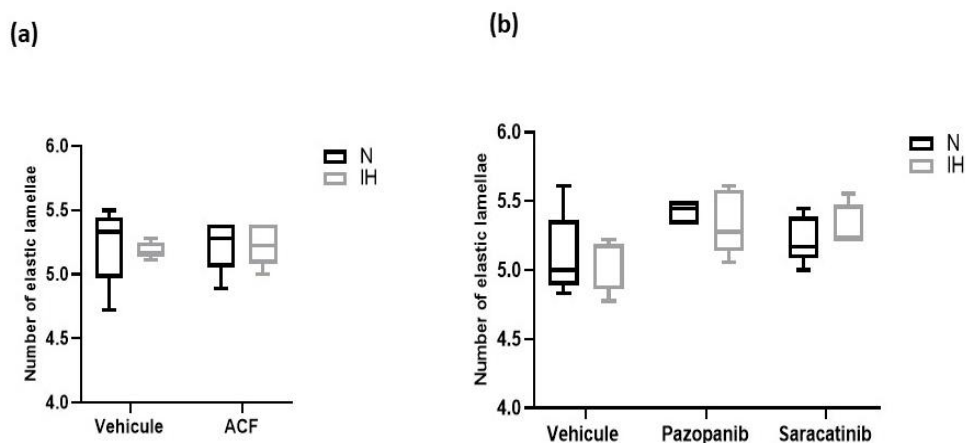 (a)
Number of elastic lamellae
6.0
5.5
5.0
4.5
4.0
Vehicule
ACF
N
IH
(b)
Number of elastic lamellae
6.0
5.5
5.0
4.5
4.0
Vehicule
Pazopanib
Saracatinib
N
IH